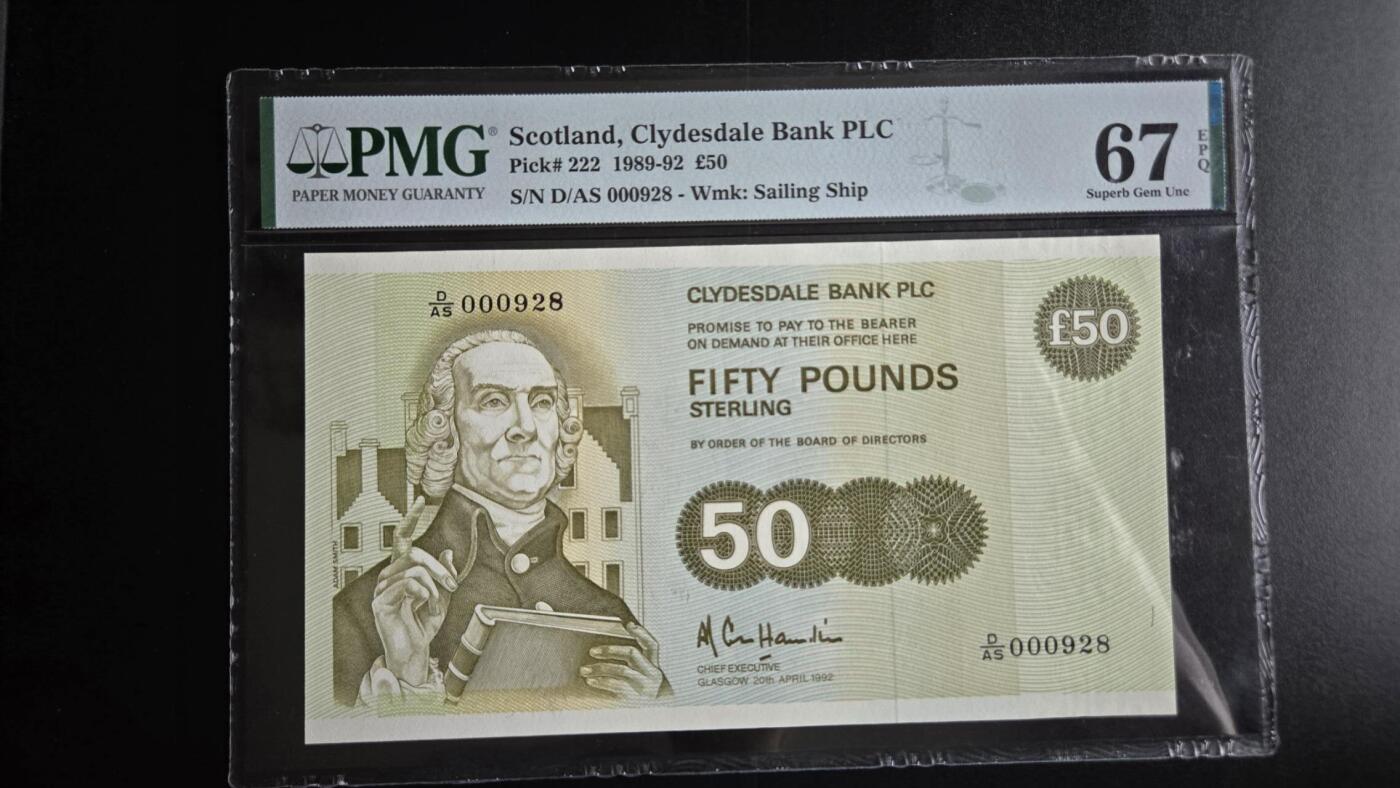 PMG®
PAPER MONEY GUARANTY
Scotland, Clydesdale Bank PLC
Pick# 222 1989-92 £50
S/N D/AS 000928 - Wmk: Sailing Ship
67
EPQ
Superb Gem Unc
D/AS 000928
CLYDESDALE BANK PLC
PROMISE TO PAY TO THE BEARER
ON DEMAND AT THEIR OFFICE HERE
FIFTY POUNDS
STERLING
BY ORDER OF THE BOARD OF DIRECTORS
£50
50
ADAM SMITH
CHIEF EXECUTIVE
GLASGOW 20th APRIL 1992
D/AS 000928